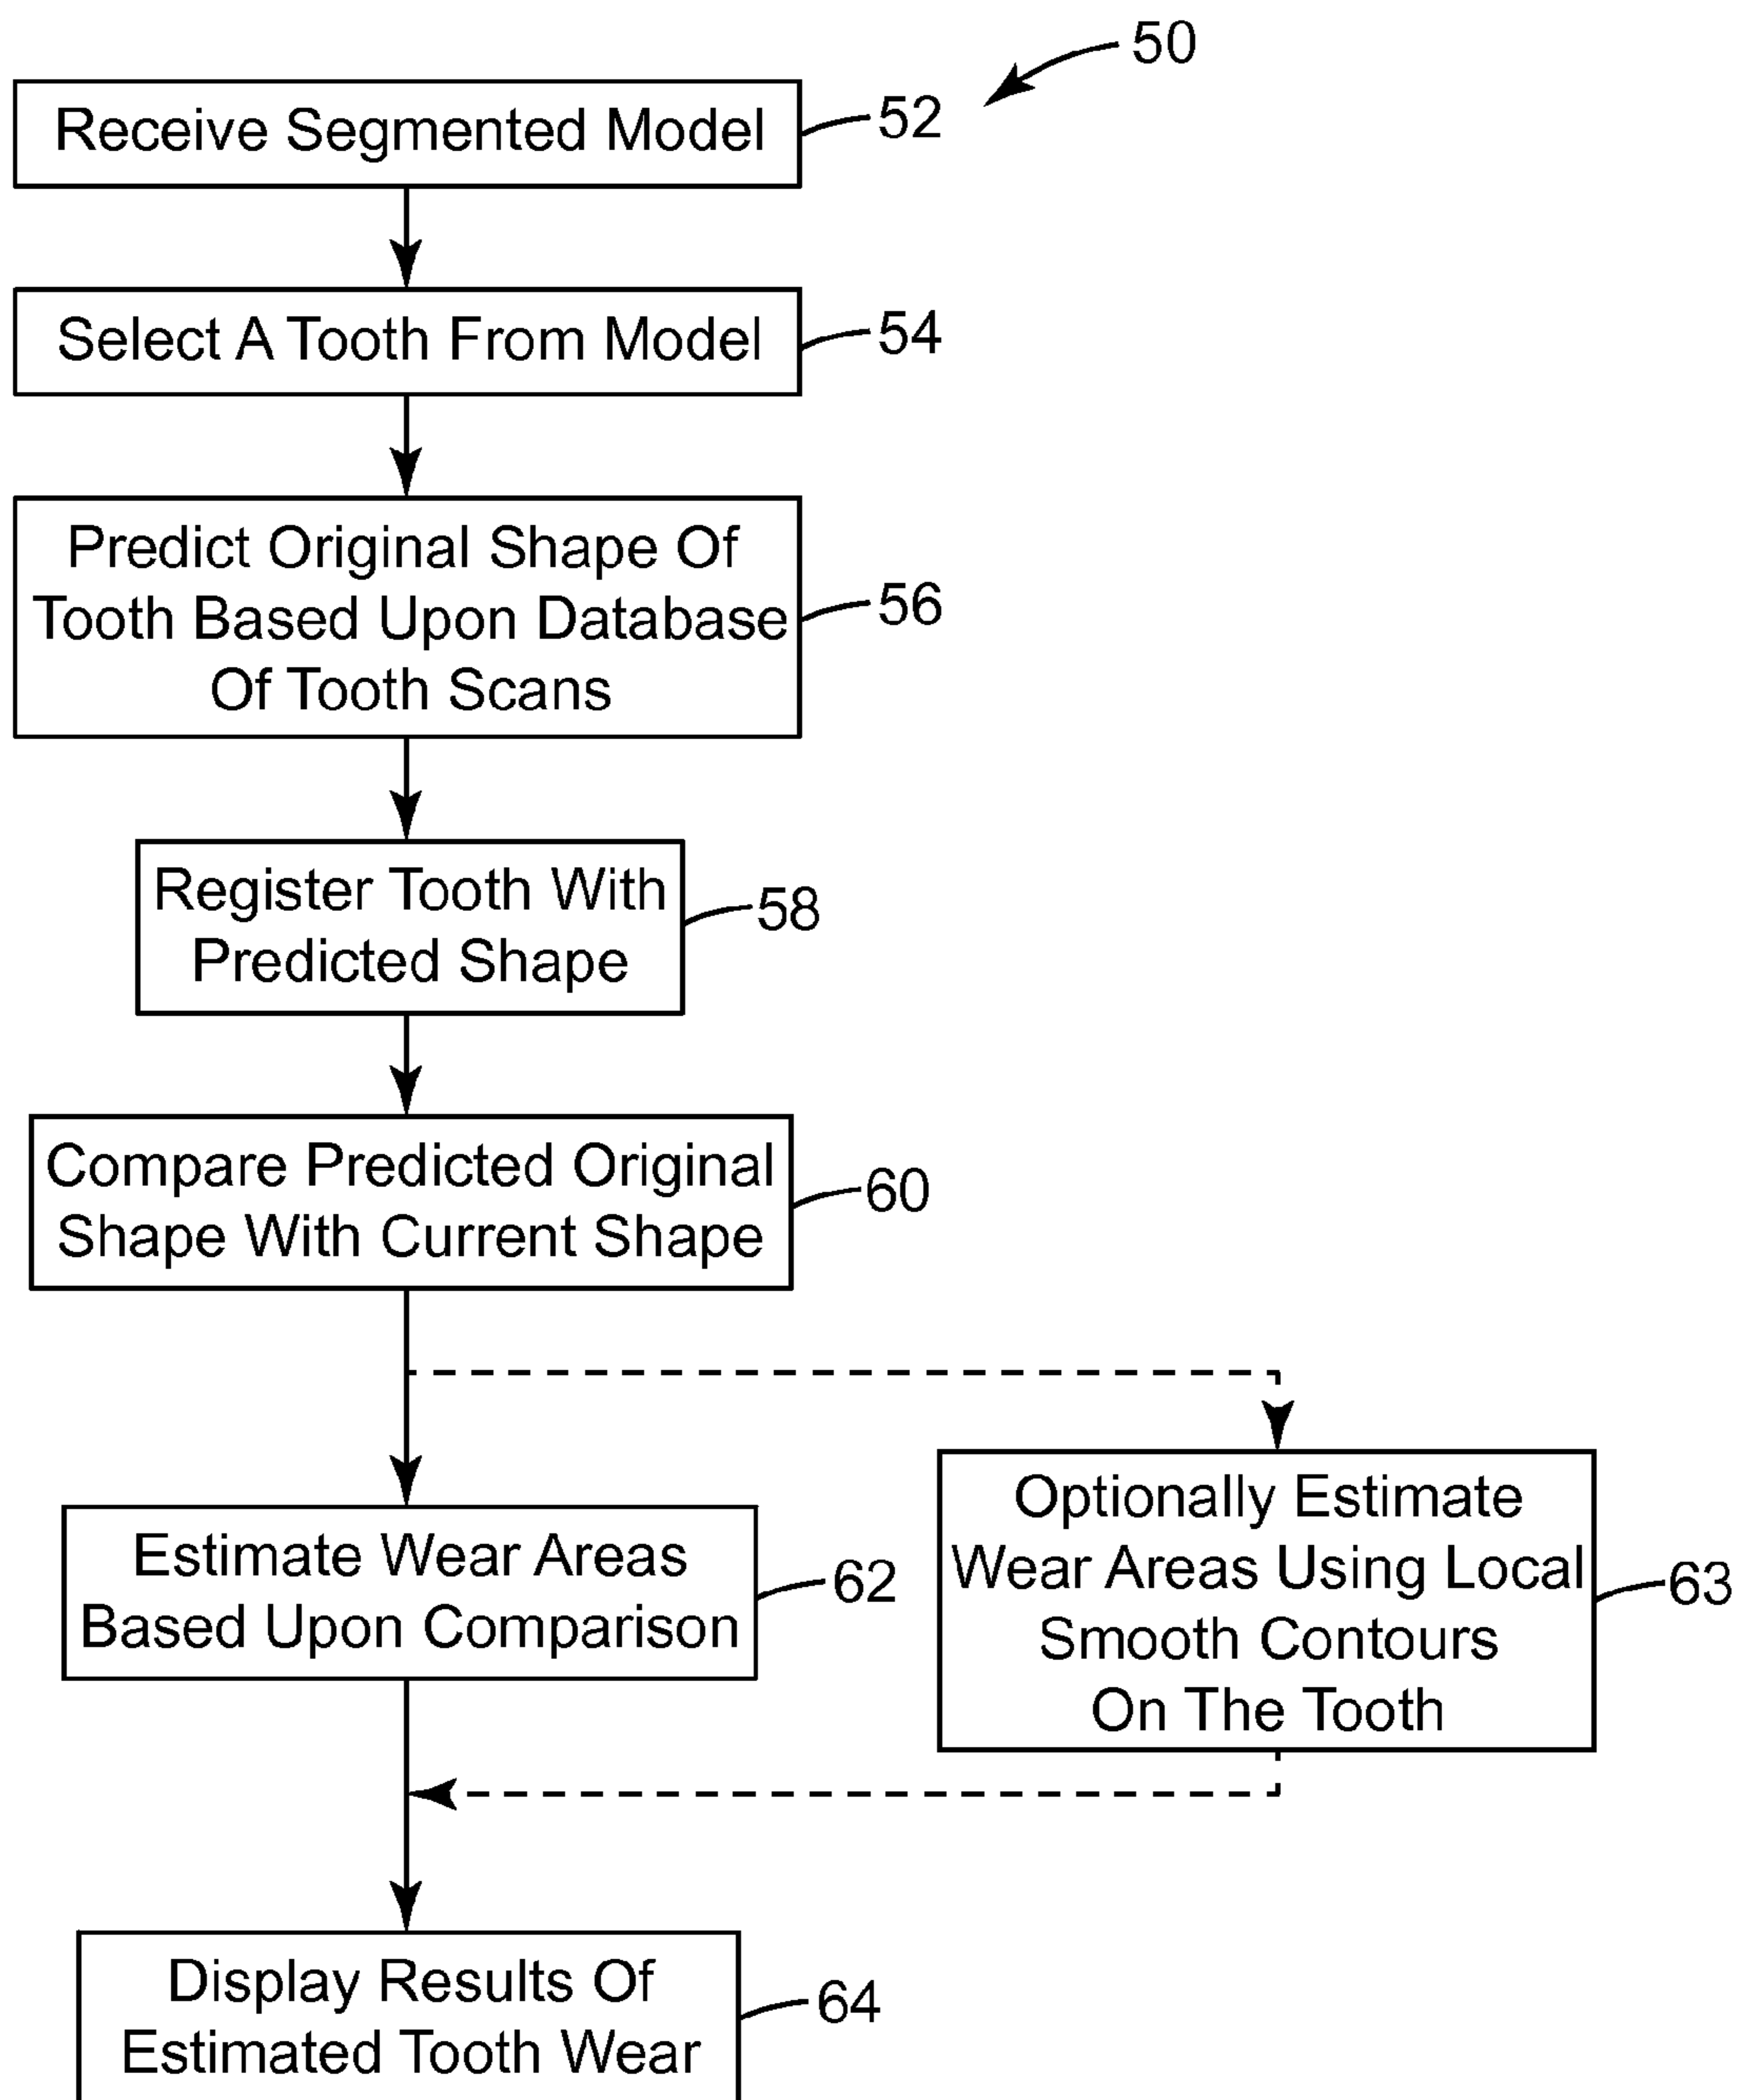 50
Receive Segmented Model
52
Select A Tooth From Model
54
Predict Original Shape Of
Tooth Based Upon Database
Of Tooth Scans
56
Register Tooth With
Predicted Shape
58
Compare Predicted Original
Shape With Current Shape
60
Estimate Wear Areas
Based Upon Comparison
62
Optionally Estimate
Wear Areas Using Local
Smooth Contours
On The Tooth
63
Display Results Of
Estimated Tooth Wear
64